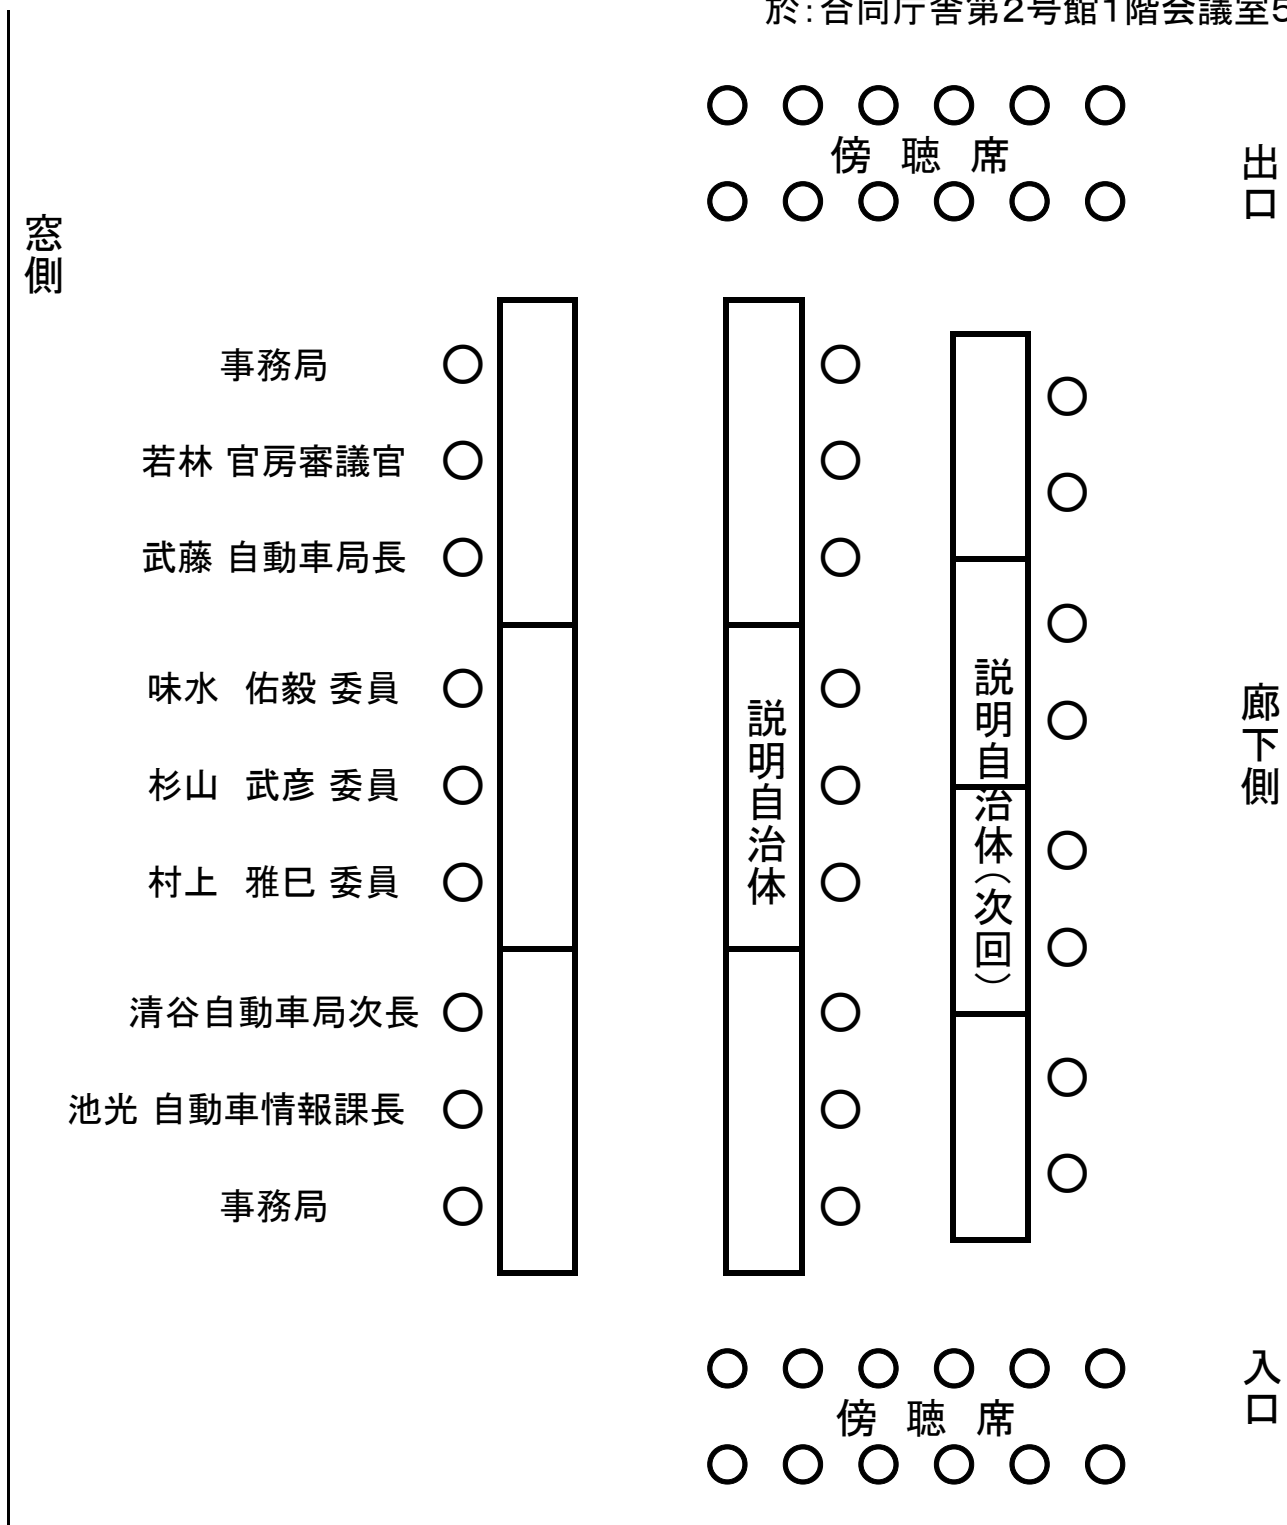 於：合同庁舎第2号館1階会議室5
傍 聴 席
出口
窓側
事務局
若林 官房審議官
武藤 自動車局長
味水 佑毅 委員
杉山 武彦 委員
村上 雅巳 委員
清谷自動車局次長
池光 自動車情報課長
事務局
説明自治体
説明自治体（次回）
廊下側
傍 聴 席
入口